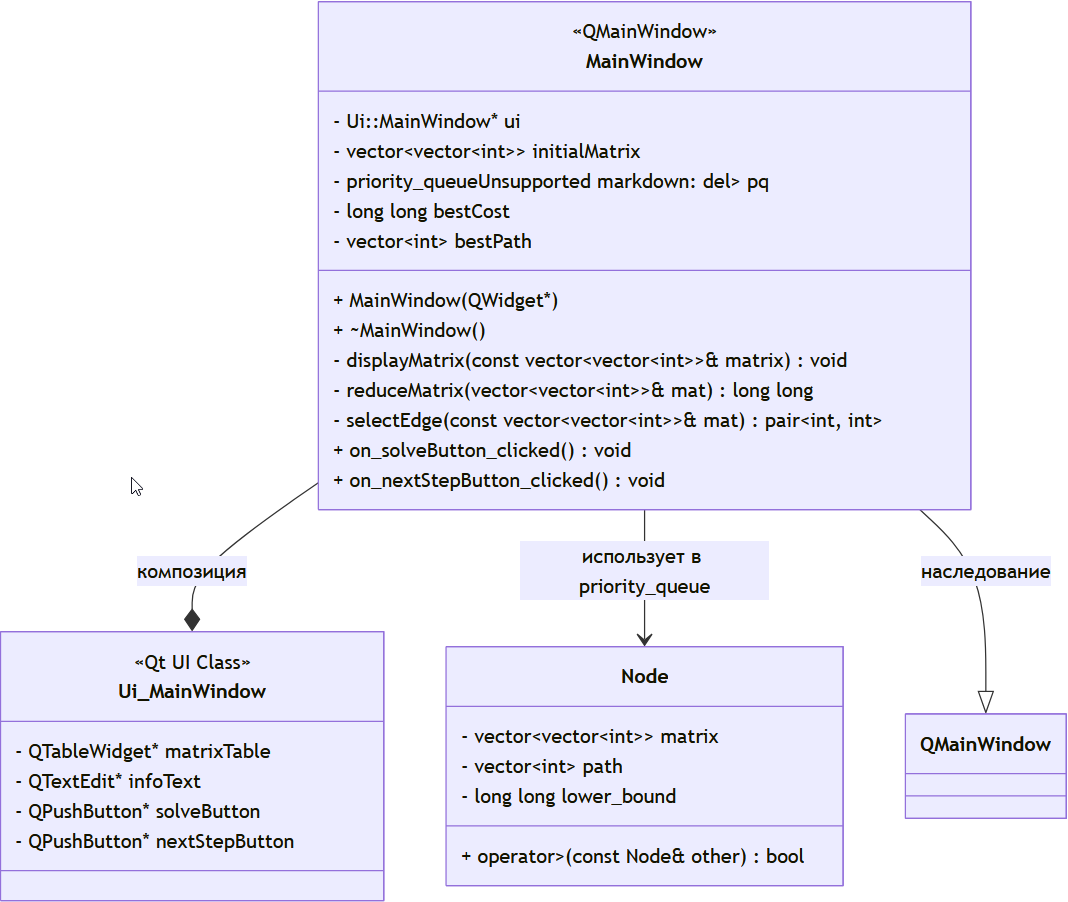 «QMainWindow»
MainWindow
- Ui::MainWindow* ui
- vector<vector<int>> initialMatrix
- priority_queueUnsupported markdown: del> pq
- long long bestCost
- vector<int> bestPath
+ MainWindow(QWidget*)
+ ~MainWindow()
- displayMatrix(const vector<vector<int>>& matrix) : void
- reduceMatrix(vector<vector<int>>& mat) : long long
- selectEdge(const vector<vector<int>>& mat) : pair<int, int>
+ on_solveButton_clicked() : void
+ on_nextStepButton_clicked() : void
композиция
использует в
priority_queue
наследование
«Qt UI Class»
Ui_MainWindow
- QTableWidget* matrixTable
- QTextEdit* infoText
- QPushButton* solveButton
- QPushButton* nextStepButton
Node
- vector<vector<int>> matrix
- vector<int> path
- long long lower_bound
+ operator>(const Node& other) : bool
QMainWindow